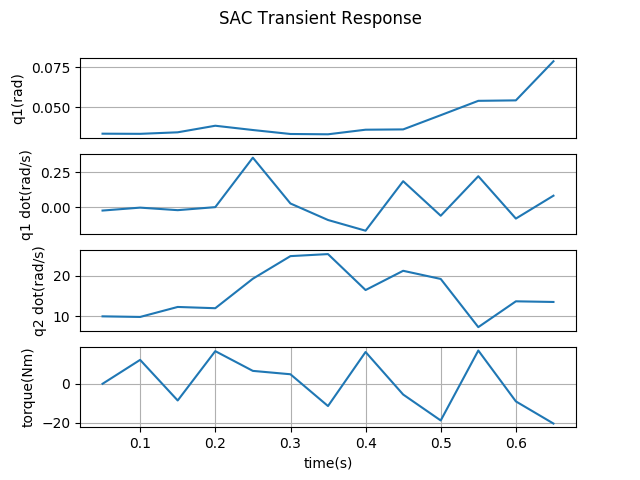 SAC Transient Response
q1(rad)
0.075
0.050
q1 dot(rad/s)
0.25
0.00
q2 dot(rad/s)
20
10
torque(Nm)
0
−20
0.1 0.2 0.3 0.4 0.5 0.6
time(s)